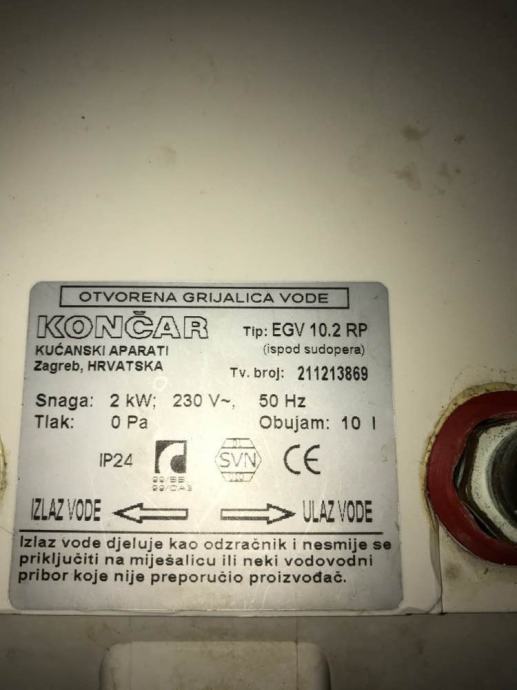 OTVORENA GRIJALICA VODE
KONČAR Tip: EGV 10.2 RP
KUĆANSKI APARATI (ispod sudopera)
Zagreb, HRVATSKA Tv. broj: 211213869
Snaga: 2 kW; 230 V~, 50 Hz
Tlak: 0 Pa Obujam: 10 l
IP24 SVN CE
IZLAZ VODE ULAZ VODE
Izlaz vode djeluje kao odzračnik i nesmije se
priključiti na miješalicu ili neki vodovodni
pribor koje nije preporučio proizvođač.